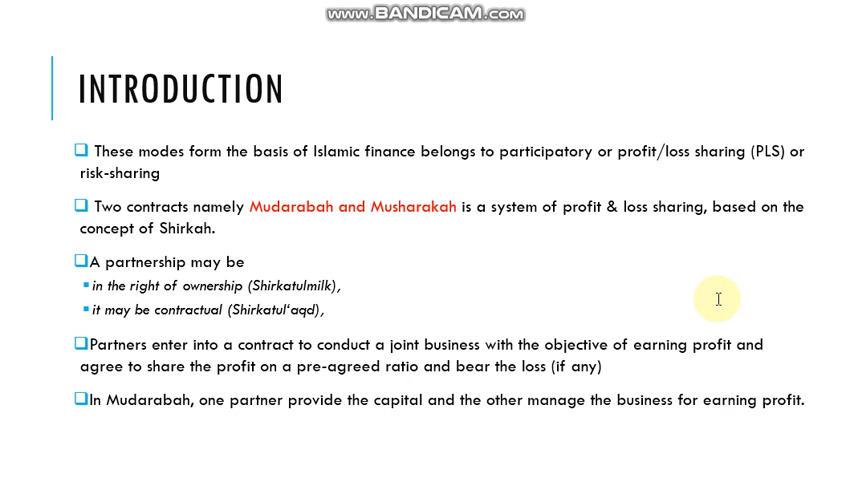 www.BANDICAM.com
INTRODUCTION
These modes form the basis of Islamic finance belongs to participatory or profit/loss sharing (PLS) or
risk-sharing
Two contracts namely Mudarabah and Musharakah is a system of profit & loss sharing, based on the
concept of Shirkah.
A partnership may be
in the right of ownership (Shirkatulmilk),
it may be contractual (Shirkatul‘aqd),
Partners enter into a contract to conduct a joint business with the objective of earning profit and
agree to share the profit on a pre-agreed ratio and bear the loss (if any)
In Mudarabah, one partner provide the capital and the other manage the business for earning profit.